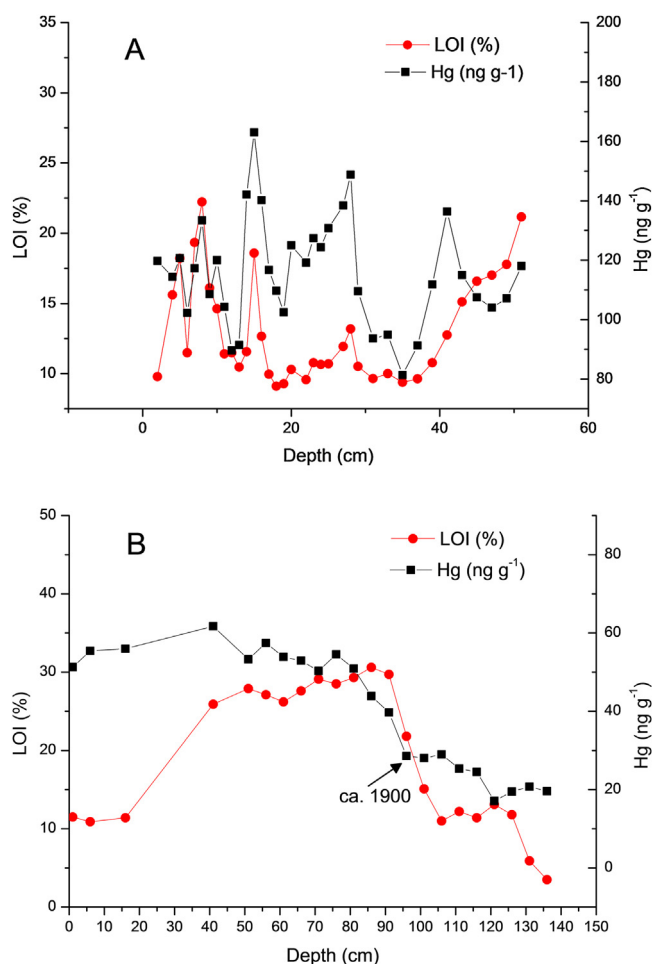 A
LOI (%)
Hg (ng g-1)
35
30
25
20
15
10
LOI (%)
200
180
160
140
120
100
80
Hg (ng g-1)
0 20 40 60
Depth (cm)
B
LOI (%)
Hg (ng g-1)
50
40
30
20
10
0
LOI (%)
80
60
40
20
0
Hg (ng g-1)
ca. 1900
0 10 20 30 40 50 60 70 80 90 100 110 120 130 140 150
Depth (cm)